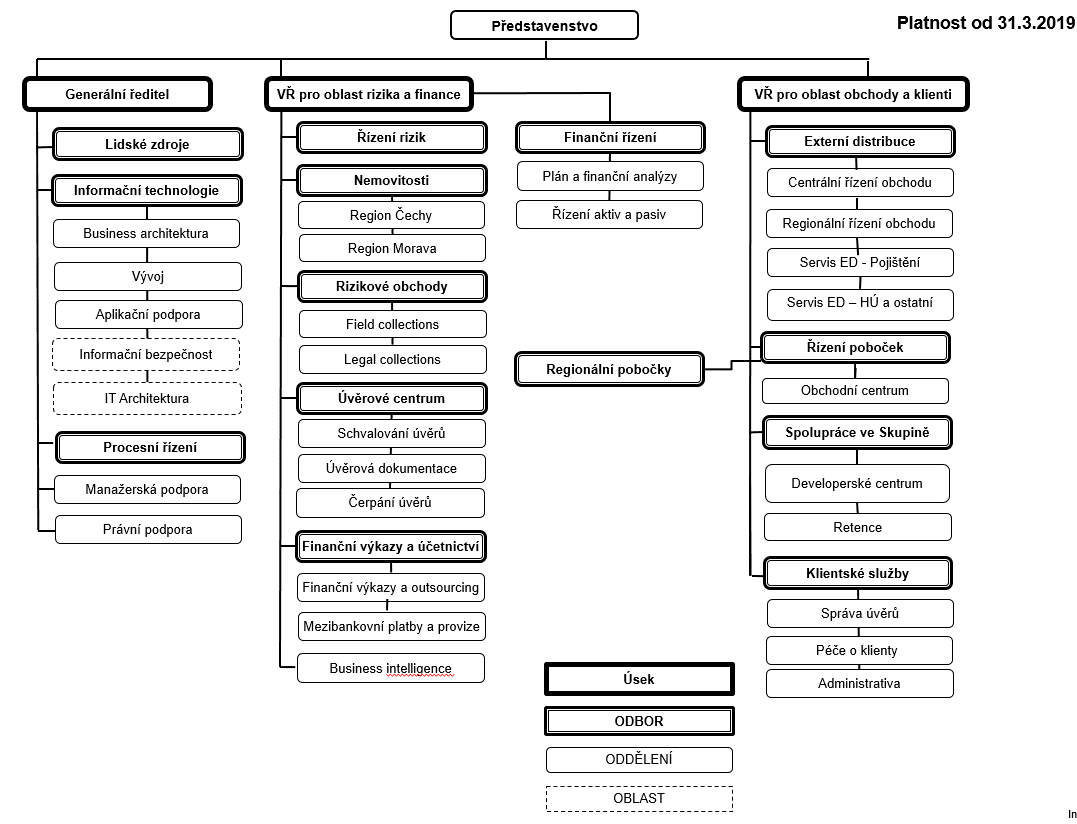 Představenstvo
Platnost od 31.3.2019
Generální ředitel
Lidské zdroje
Informační technologie
Business architektura
Vývoj
Aplikační podpora
Informační bezpečnost
IT Architektura
Procesní řízení
Manažerská podpora
Právní podpora
VŘ pro oblast rizika a finance
Řízení rizik
Nemovitosti
Region Čechy
Region Morava
Rizikové obchody
Field collections
Legal collections
Úvěrové centrum
Schvalování úvěrů
Úvěrová dokumentace
Čerpání úvěrů
Finanční výkazy a účetnictví
Finanční výkazy a outsourcing
Mezibankovní platby a provize
Business intelligence
Finanční řízení
Plán a finanční analýzy
Řízení aktiv a pasiv
VŘ pro oblast obchody a klienti
Externí distribuce
Centrální řízení obchodu
Regionální řízení obchodu
Servis ED - Pojištění
Servis ED – HÚ a ostatní
Řízení poboček
Regionální pobočky
Obchodní centrum
Spolupráce ve Skupině
Developerské centrum
Retence
Klientské služby
Správa úvěrů
Péče o klienty
Administrativa
Úsek
ODBOR
ODDĚLENÍ
OBLAST
In